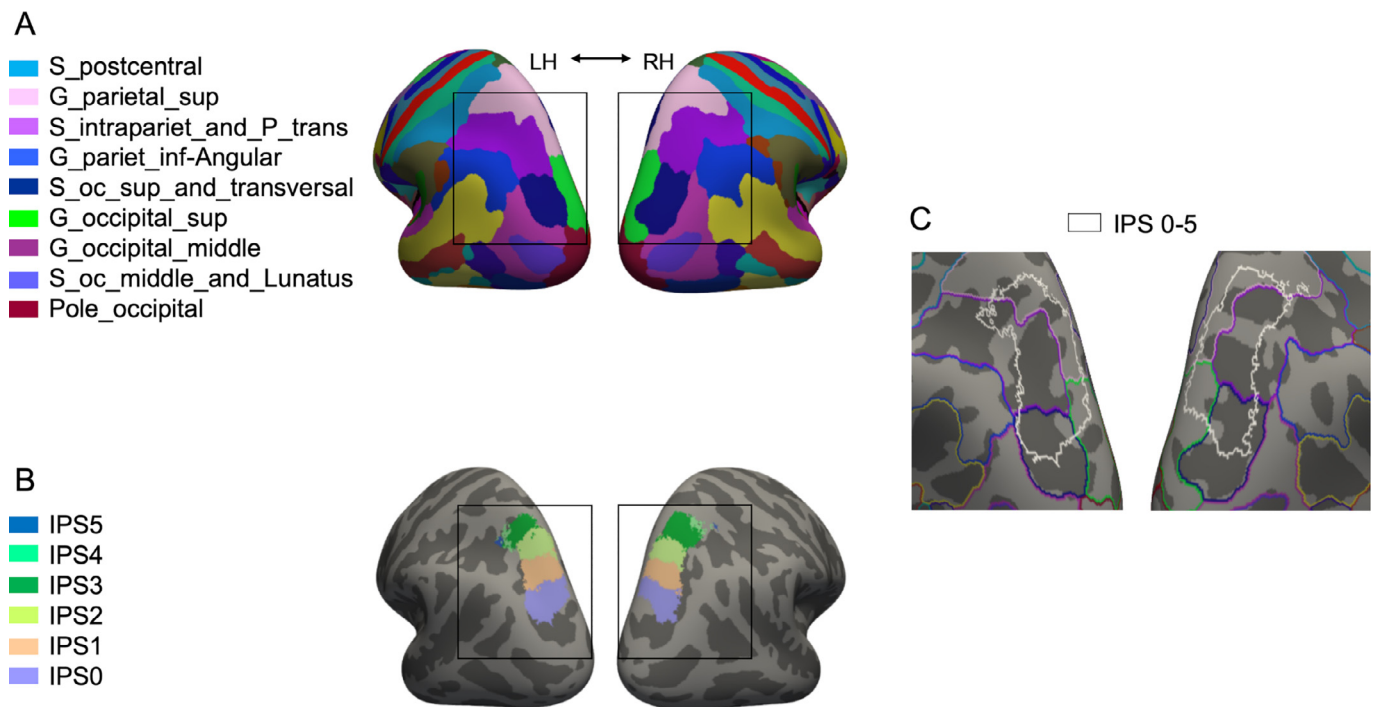 A
S_postcentral
G_parietal_sup
S_intrapariet_and_P_trans
G_pariet_inf-Angular
S_oc_sup_and_transversal
G_occipital_sup
G_occipital_middle
S_oc_middle_and_Lunatus
Pole_occipital
LH RH
B
IPS5
IPS4
IPS3
IPS2
IPS1
IPS0
C
IPS 0-5